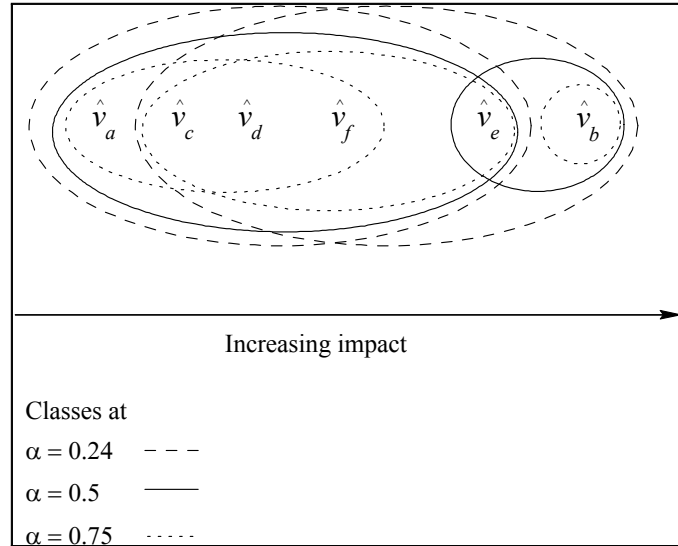 v̂a v̂c v̂d v̂f v̂e v̂b
Increasing impact
Classes at
α = 0.24
α = 0.5
α = 0.75